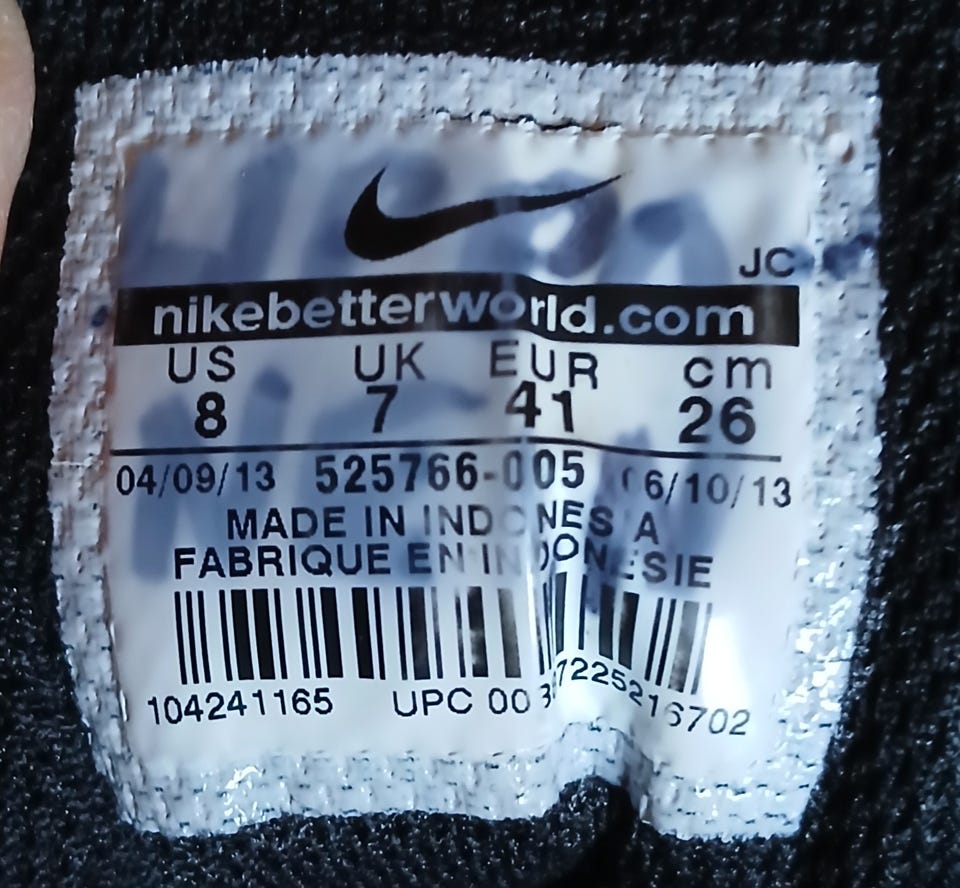 JC
nikebetterworld.com
US UK EUR cm
8 7 41 26
04/09/13 525766-005 06/10/13
MADE IN INDONESIA
FABRIQUE EN INDONESIE
104241165 UPC 00